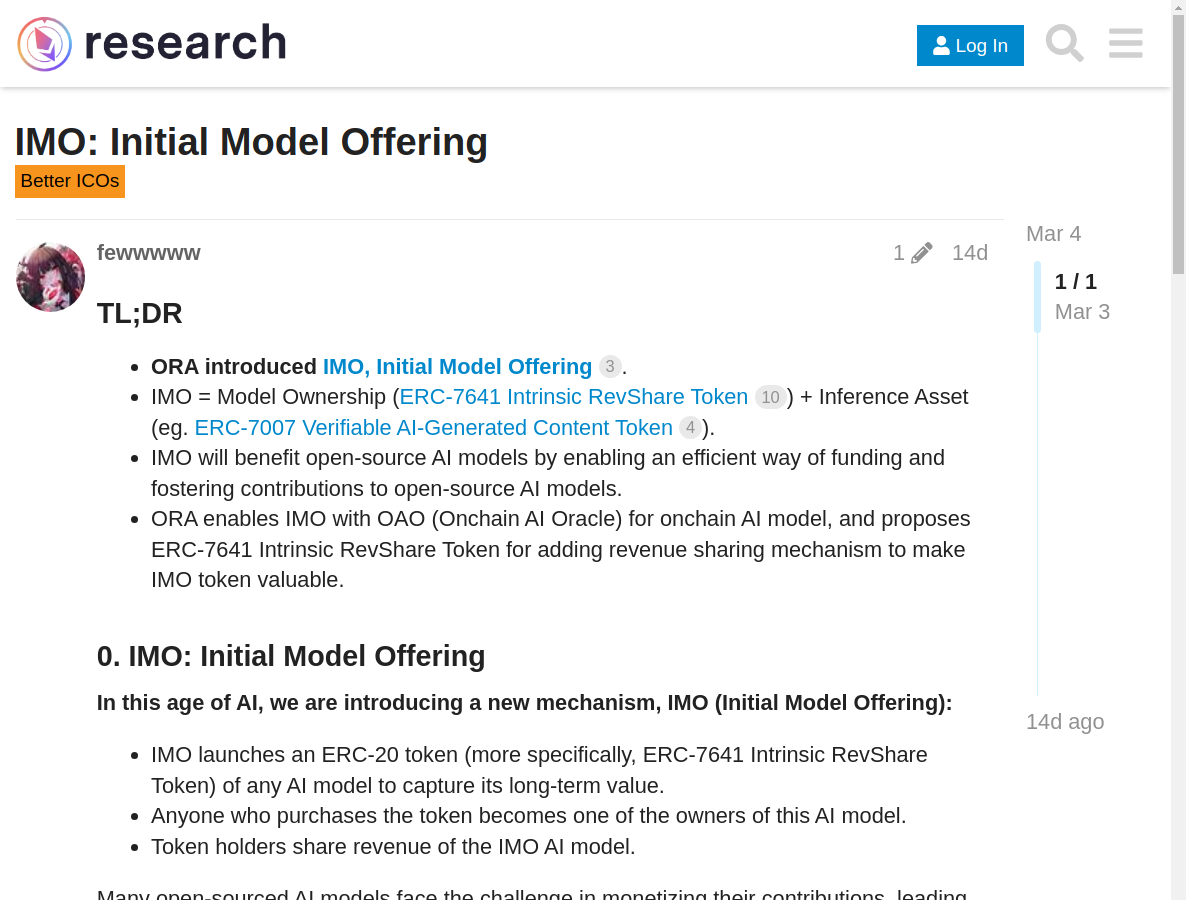 research
Log In
IMO: Initial Model Offering
Better ICOs
Mar 4
fewwwww
1
14d
1 / 1
Mar 3
TL;DR
ORA introduced IMO, Initial Model Offering 3.
IMO = Model Ownership (ERC-7641 Intrinsic RevShare Token 10) + Inference Asset
(eg. ERC-7007 Verifiable AI-Generated Content Token 4).
IMO will benefit open-source AI models by enabling an efficient way of funding and
fostering contributions to open-source AI models.
ORA enables IMO with OAO (Onchain AI Oracle) for onchain AI model, and proposes
ERC-7641 Intrinsic RevShare Token for adding revenue sharing mechanism to make
IMO token valuable.
0. IMO: Initial Model Offering
In this age of AI, we are introducing a new mechanism, IMO (Initial Model Offering):
14d ago
IMO launches an ERC-20 token (more specifically, ERC-7641 Intrinsic RevShare
Token) of any AI model to capture its long-term value.
Anyone who purchases the token becomes one of the owners of this AI model.
Token holders share revenue of the IMO AI model.
Many open-sourced AI models face the challenge in monetizing their contributions, leading